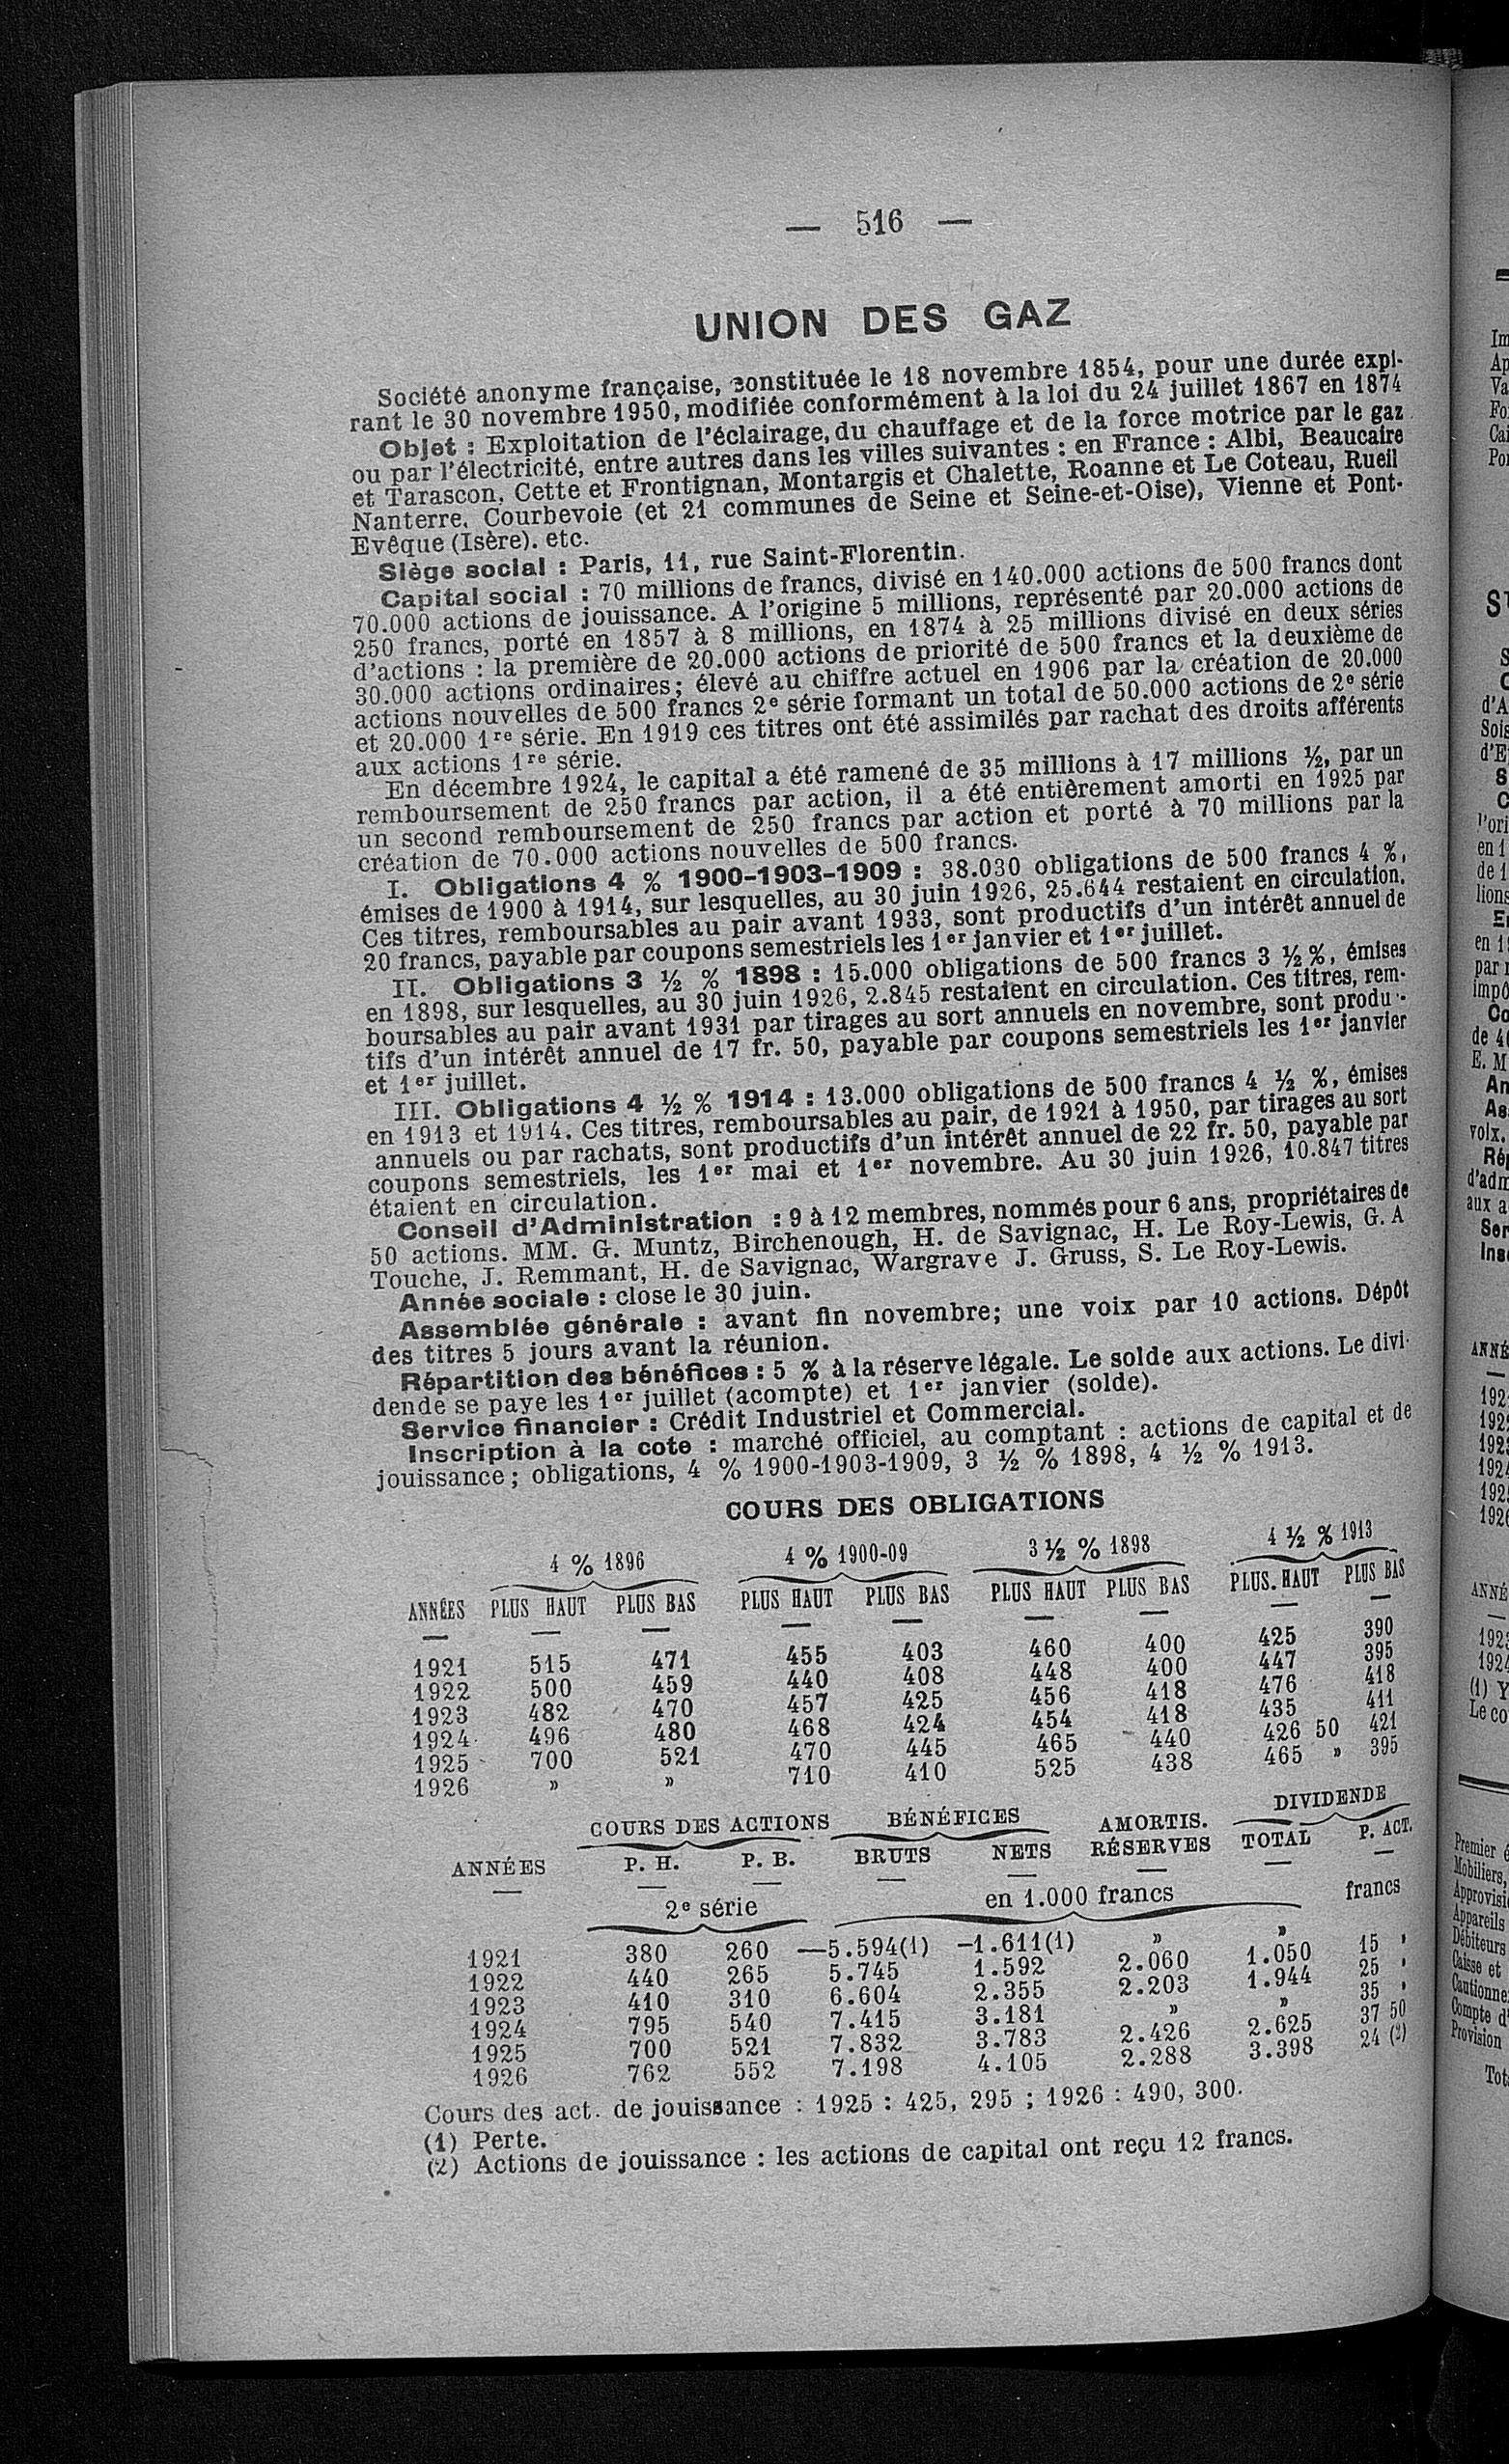 — 516 —
UNION DES GAZ
Société anonyme française, constituée le 18 novembre 1854, pour une durée expi-
rant le 30 novembre 1950, modifiée conformément à la loi du 24 juillet 1867 en 1874
Objet : Exploitation de l'éclairage, du chauffage et de la force motrice par le gaz
ou par l'électricité, entre autres dans les villes suivantes : en France : Albi, Beaucaire
et Tarascon, Cette et Frontignan, Montargis et Chalette, Roanne et Le Coteau, Rueil
Nanterre, Courbevoie (et 21 communes de Seine et Seine-et-Oise), Vienne et Pont-
Evêque (Isère). etc.
Siège social : Paris, 11, rue Saint-Florentin.
Capital social : 70 millions de francs, divisé en 140.000 actions de 500 francs dont
70.000 actions de jouissance. A l'origine 5 millions, représenté par 20.000 actions de
250 francs, porté en 1857 à 8 millions, en 1874 à 25 millions divisé en deux séries
d'actions : la première de 20.000 actions de priorité de 500 francs et la deuxième de
30.000 actions ordinaires; élevé au chiffre actuel en 1906 par la création de 20.000
actions nouvelles de 500 francs 2e série formant un total de 50.000 actions de 2e série
et 20.000 1re série. En 1919 ces titres ont été assimilés par rachat des droits afférents
aux actions 1re série.
En décembre 1924, le capital a été ramené de 35 millions à 17 millions ½, par un
remboursement de 250 francs par action, il a été entièrement amorti en 1925 par
un second remboursement de 250 francs par action et porté à 70 millions par la
création de 70.000 actions nouvelles de 500 francs.
I. Obligations 4 % 1900-1903-1909 : 38.030 obligations de 500 francs 4 %,
émises de 1900 à 1914, sur lesquelles, au 30 juin 1926, 25.644 restaient en circulation.
Ces titres, remboursables au pair avant 1933, sont productifs d'un intérêt annuel de
20 francs, payable par coupons semestriels les 1er janvier et 1er juillet.
II. Obligations 3 ½ % 1898 : 15.000 obligations de 500 francs 3 ½ %, émises
en 1898, sur lesquelles, au 30 juin 1926, 2.845 restaient en circulation. Ces titres, rem-
boursables au pair avant 1931 par tirages au sort annuels en novembre, sont produ-
tifs d'un intérêt annuel de 17 fr. 50, payable par coupons semestriels les 1er janvier
et 1er juillet.
III. Obligations 4 ½ % 1914 : 13.000 obligations de 500 francs 4 ½ %, émises
en 1913 et 1914. Ces titres, remboursables au pair, de 1921 à 1950, par tirages au sort
annuels ou par rachats, sont productifs d'un intérêt annuel de 22 fr. 50, payable par
coupons semestriels, les 1er mai et 1er novembre. Au 30 juin 1926, 10.847 titres
étaient en circulation.
Conseil d'Administration : 9 à 12 membres, nommés pour 6 ans, propriétaires de
50 actions. MM. G. Muntz, Birchenough, H. de Savignac, H. Le Roy-Lewis, G. A
Touche, J. Remmant, H. de Savignac, Wargrave J. Gruss, S. Le Roy-Lewis.
Année sociale : close le 30 juin.
Assemblée générale : avant fin novembre; une voix par 10 actions. Dépôt
des titres 5 jours avant la réunion.
Répartition des bénéfices : 5 % à la réserve légale. Le solde aux actions. Le divi-
dende se paye les 1er juillet (acompte) et 1er janvier (solde).
Service financier : Crédit Industriel et Commercial.
Inscription à la cote : marché officiel, au comptant : actions de capital et de
jouissance; obligations, 4 % 1900-1903-1909, 3 ½ % 1898, 4 ½ % 1913.
COURS DES OBLIGATIONS
4 % 1896 4 % 1900-09 3 ½ % 1898 4 ½ % 1913
ANNÉES PLUS HAUT PLUS BAS PLUS HAUT PLUS BAS PLUS HAUT PLUS BAS PLUS HAUT PLUS BAS
1921 515 471 455 403 460 400 425 390
1922 500 459 440 408 448 400 447 395
1923 482 470 457 425 456 418 476 418
1924 496 480 468 424 454 418 435 411
1925 700 521 470 445 465 440 426 50 421
1926 » » 710 410 525 438 465 » 395
COURS DES ACTIONS BÉNÉFICES AMORTIS. DIVIDENDE
ANNÉES P. H. P. B. BRUTS NETS RÉSERVES TOTAL P. ACT.
2e série en 1.000 francs francs
1921 380 260 —5.594(1) —1.611(1) » » 15 »
1922 440 265 5.745 1.592 2.060 1.050 25 »
1923 410 310 6.604 2.355 2.203 1.944 35 »
1924 795 540 7.415 3.181 » » 37 50
1925 700 521 7.832 3.783 2.426 2.625 24 (2)
1926 762 552 7.198 4.105 2.288 3.398
Cours des act. de jouissance : 1925 : 425, 295 ; 1926 : 490, 300.
(1) Perte.
(2) Actions de jouissance : les actions de capital ont reçu 12 francs.